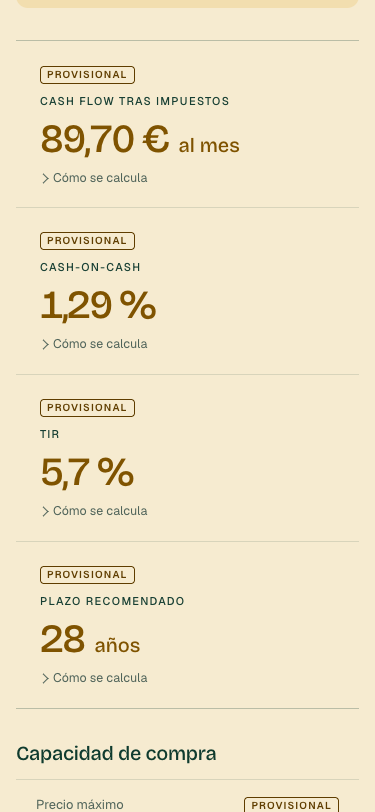 PROVISIONAL
CASH FLOW TRAS IMPUESTOS
89,70 € al mes
Cómo se calcula
PROVISIONAL
CASH-ON-CASH
1,29 %
Cómo se calcula
PROVISIONAL
TIR
5,7 %
Cómo se calcula
PROVISIONAL
PLAZO RECOMENDADO
28 años
Cómo se calcula
Capacidad de compra
Precio máximo PROVISIONAL